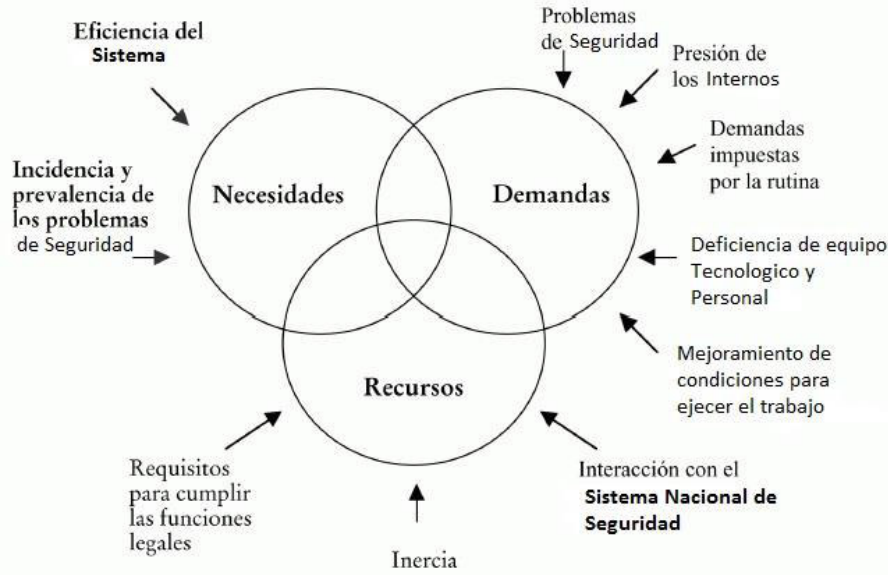 Eficiencia del
Sistema
Problemas
de Seguridad
Presión de
los Internos
Demandas
impuestas
por la rutina
Incidencia y
prevalencia de
los problemas
de Seguridad
Necesidades
Demandas
Deficiencia de equipo
Tecnologico y
Personal
Mejoramiento de
condiciones para
ejecer el trabajo
Recursos
Requisitos
para cumplir
las funciones
legales
Inercia
Interacción con el
Sistema Nacional de
Seguridad